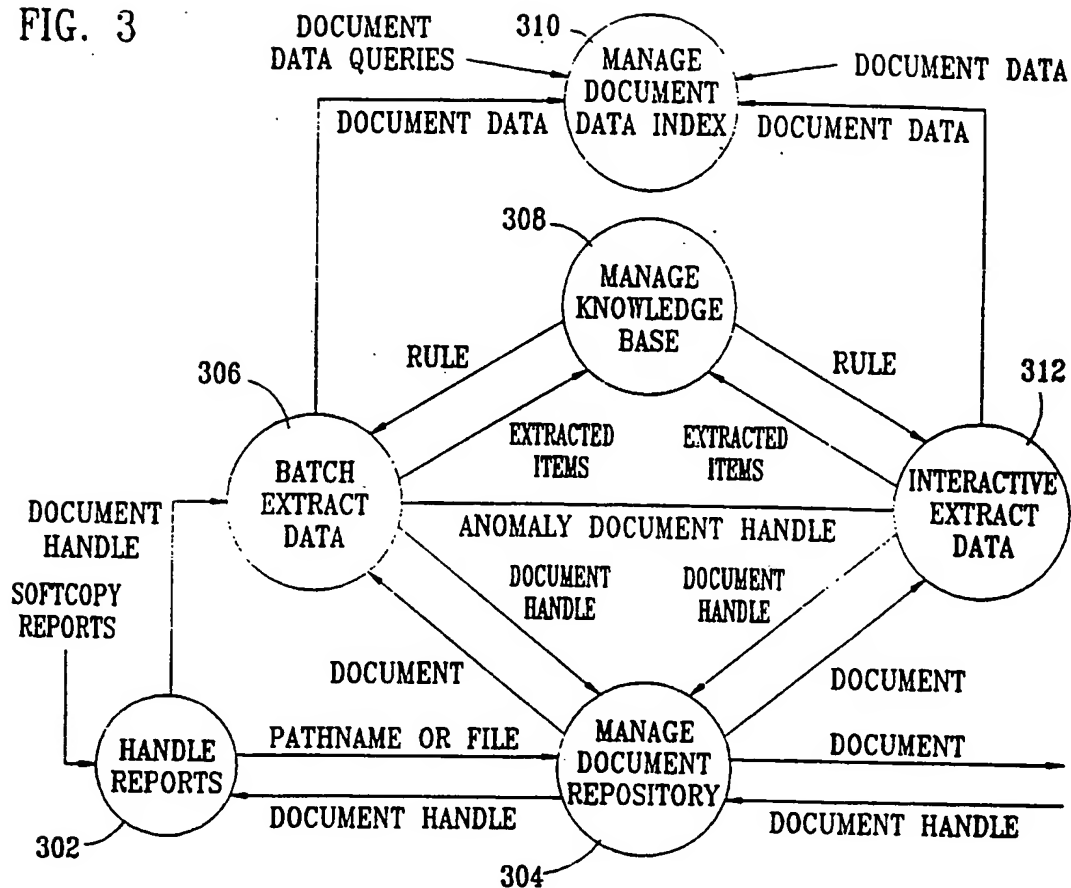 FIG. 3
DOCUMENT
DATA QUERIES
310
MANAGE
DOCUMENT
DATA INDEX
DOCUMENT DATA
DOCUMENT DATA
DOCUMENT DATA
308
MANAGE
KNOWLEDGE
BASE
RULE
RULE
306
312
EXTRACTED
ITEMS
EXTRACTED
ITEMS
BATCH
EXTRACT
DATA
INTERACTIVE
EXTRACT
DATA
ANOMALY DOCUMENT HANDLE
DOCUMENT
HANDLE
SOFTCOPY
REPORTS
DOCUMENT
HANDLE
DOCUMENT
HANDLE
DOCUMENT
DOCUMENT
HANDLE
REPORTS
302
PATHNAME OR FILE
DOCUMENT HANDLE
MANAGE
DOCUMENT
REPOSITORY
304
DOCUMENT
DOCUMENT HANDLE